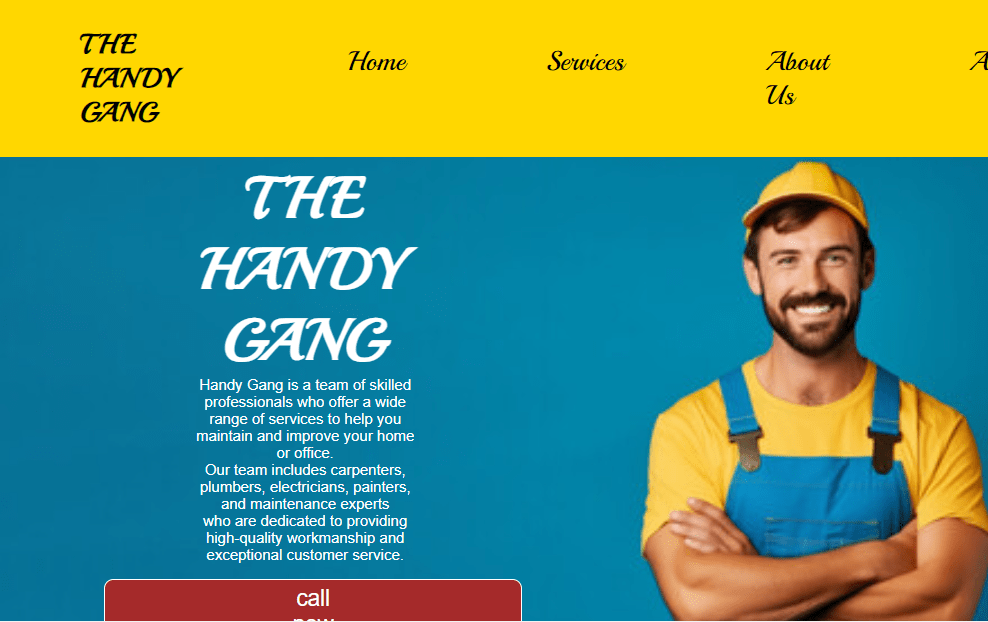 THE
HANDY
GANG
Home
Services
About
Us
A
THE
HANDY
GANG
Handy Gang is a team of skilled
professionals who offer a wide
range of services to help you
maintain and improve your home
or office.
Our team includes carpenters,
plumbers, electricians, painters,
and maintenance experts
who are dedicated to providing
high-quality workmanship and
exceptional customer service.
call
now